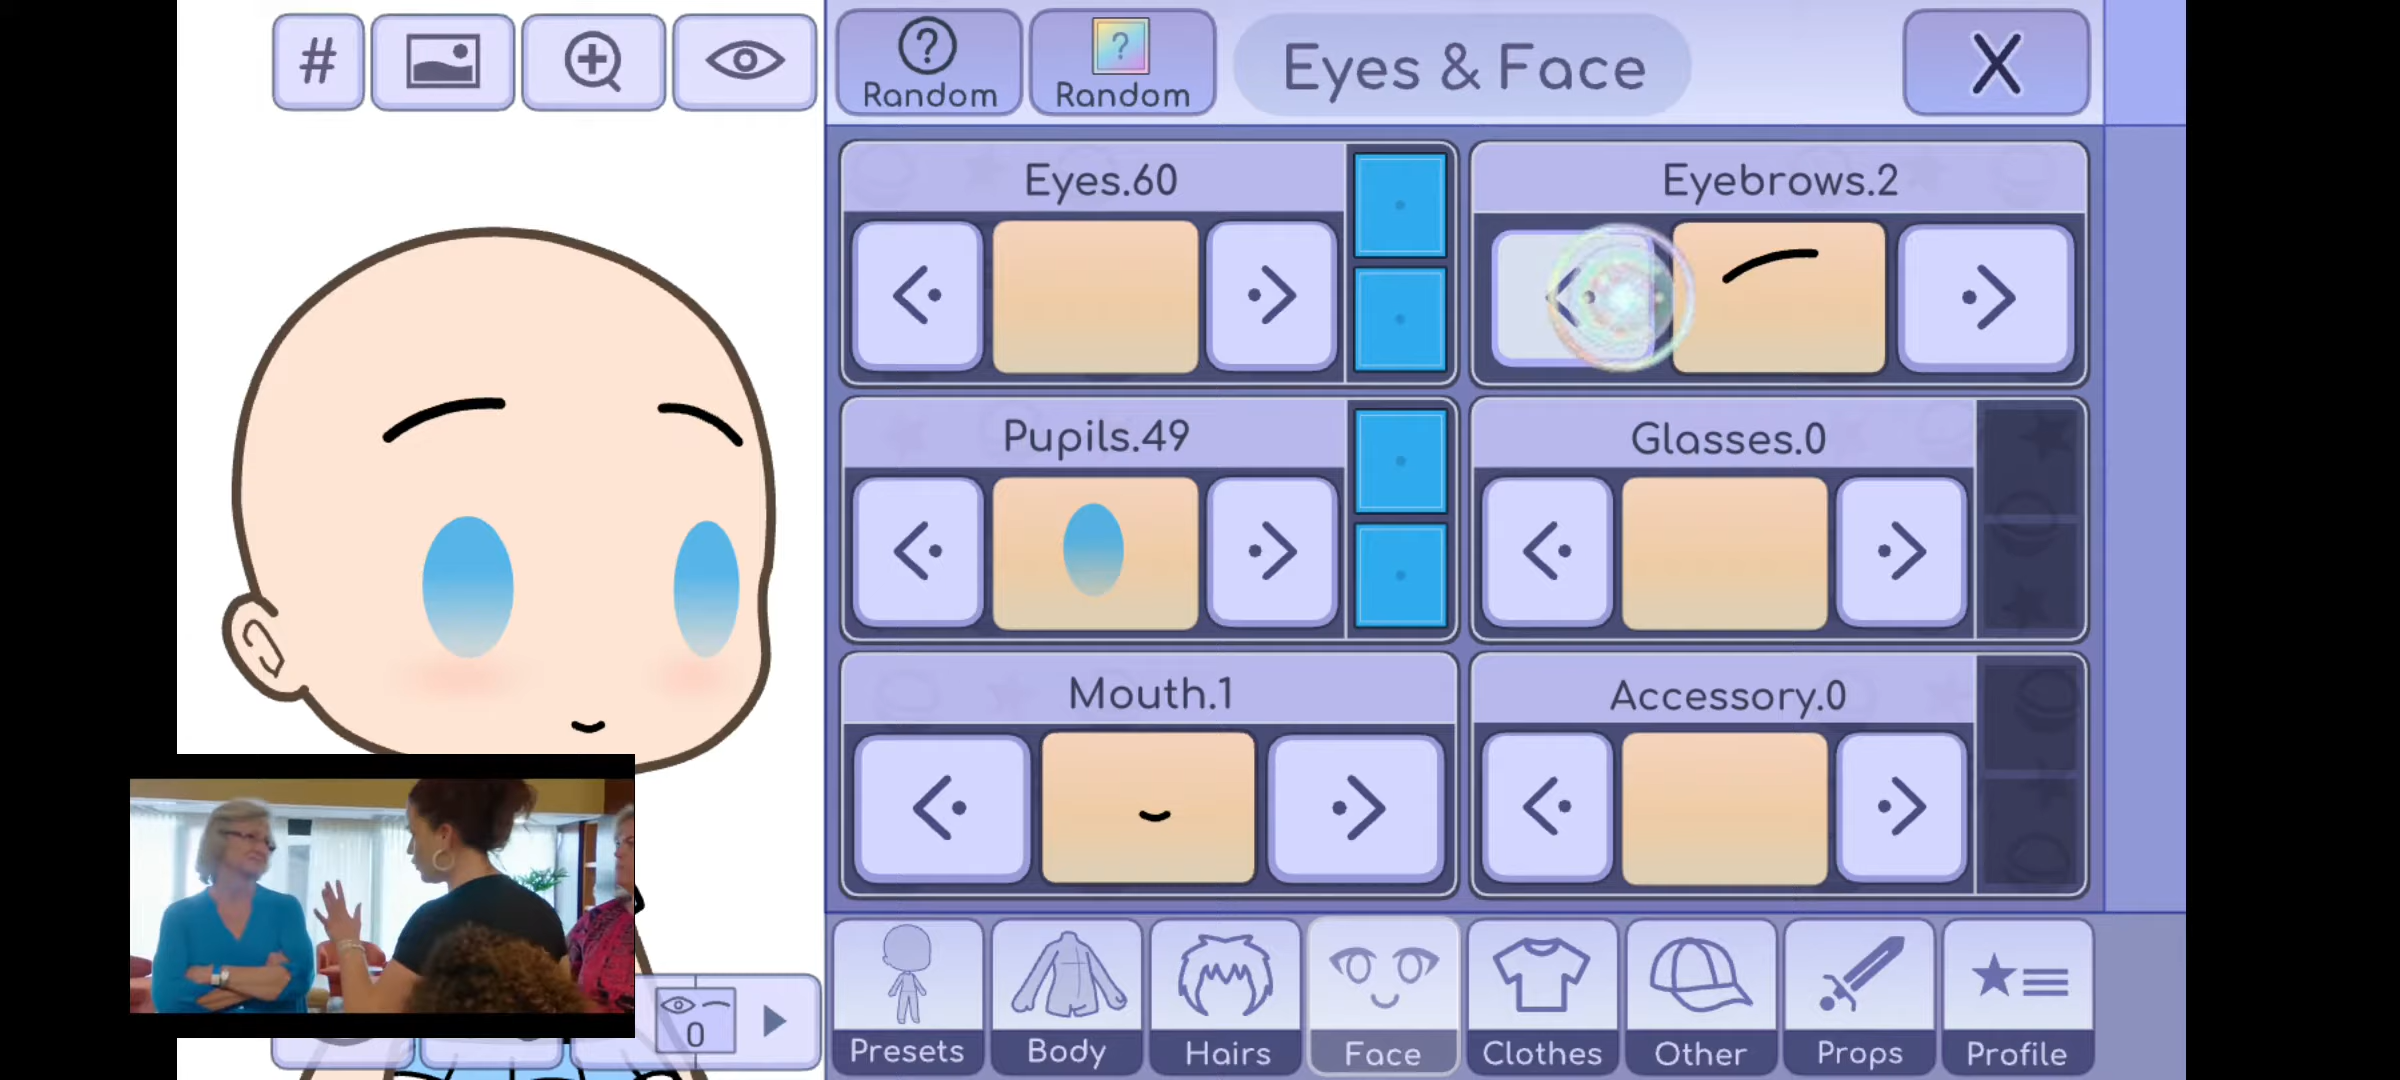 #
? Random
? Random
Eyes & Face
X
Eyes.60
Eyebrows.2
Pupils.49
Glasses.0
Mouth.1
Accessory.0
0
Presets
Body
Hairs
Face
Clothes
Other
Props
Profile